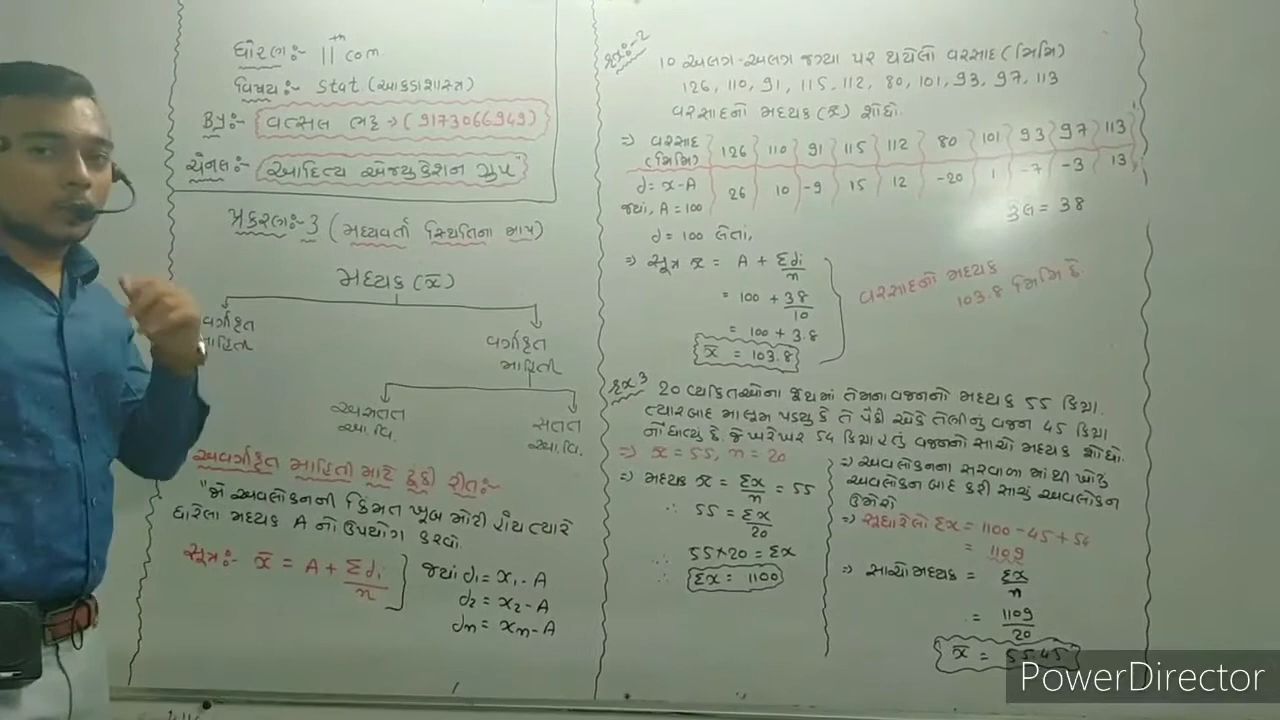 ધોરણ:- 11th com
વિષય:- Stat (આંકડાશાસ્ત્ર)
By:- વત્સલ ભટ્ટ → (9173066949)
ચેનલ:- "આદિત્ય એજ્યુકેશન ગ્રુપ"
પ્રકરણ:- 3 (મધ્યવર્તી સ્થિતિના માપ)
મધ્યક (x̄)
વર્ગીકૃત
માહિતી
વર્ગીકૃત
માહિતી
અસતત
આ.વિ.
સતત
આ.વિ.
અવર્ગીકૃત માહિતી માટે ટૂંકી રીત:-
"જો અવલોકનની કિંમત ખૂબ મોટી હોય ત્યારે
ધારેલા મધ્યક A નો ઉપયોગ કરવો.
સૂત્ર:- x̄ = A + Σdi/n
જ્યાં d1 = x1 - A
d2 = x2 - A
dn = xn - A
Ex:-2
10 અલગ-અલગ જગ્યા પર થયેલો વરસાદ (મિમિ)
126, 110, 91, 115, 112, 80, 101, 93, 97, 113
વરસાદનો મધ્યક (x̄) શોધો.
⇒ વરસાદ (મિમિ) 126 110 91 115 112 80 101 93 97 113
d = x - A 26 10 -9 15 12 -20 1 -7 -3 13
જ્યાં, A = 100
Σd = 38
d = 100 લેતાં,
⇒ સૂત્ર x̄ = A + Σdi/n
= 100 + 38/10
= 100 + 3.8
x̄ = 103.8
વરસાદનો મધ્યક
103.8 મિમિ છે
Ex 3 20 વ્યક્તિઓના જૂથમાં તેમના વજનનો મધ્યક 55 કિગ્રા.
ત્યારબાદ માલૂમ પડ્યુ કે તે પૈકી એકે તેનું વજન 45 કિગ્રા
નોંધાવ્યું છે. જે ખરેખર 54 કિગ્રા હતું વજનનો સાચો મધ્યક શોધો.
⇒ x̄ = 55, n = 20
⇒ મધ્યક x̄ = Σx/n = 55
∴ 55 = Σx/20
∴ 55×20 = Σx
∴ Σx = 1100
⇒ અવલોકનના સરવાળા માંથી ખોટું
અવલોકન બાદ કરી સાચું અવલોકન
ઉમેરો
⇒ સુધારેલો Σx = 1100 - 45 + 54
= 1109
⇒ સાચો મધ્યક = Σx/n
= 1109/20
x̄ = 55.45
PowerDirector